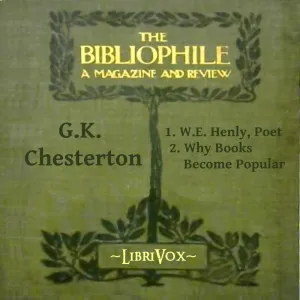 THE
BIBLIOPHILE
A MAGAZINE AND REVIEW
G.K.
Chesterton
1. W.E. Henly, Poet
2. Why Books
Become Popular
~LIBRIVOX~